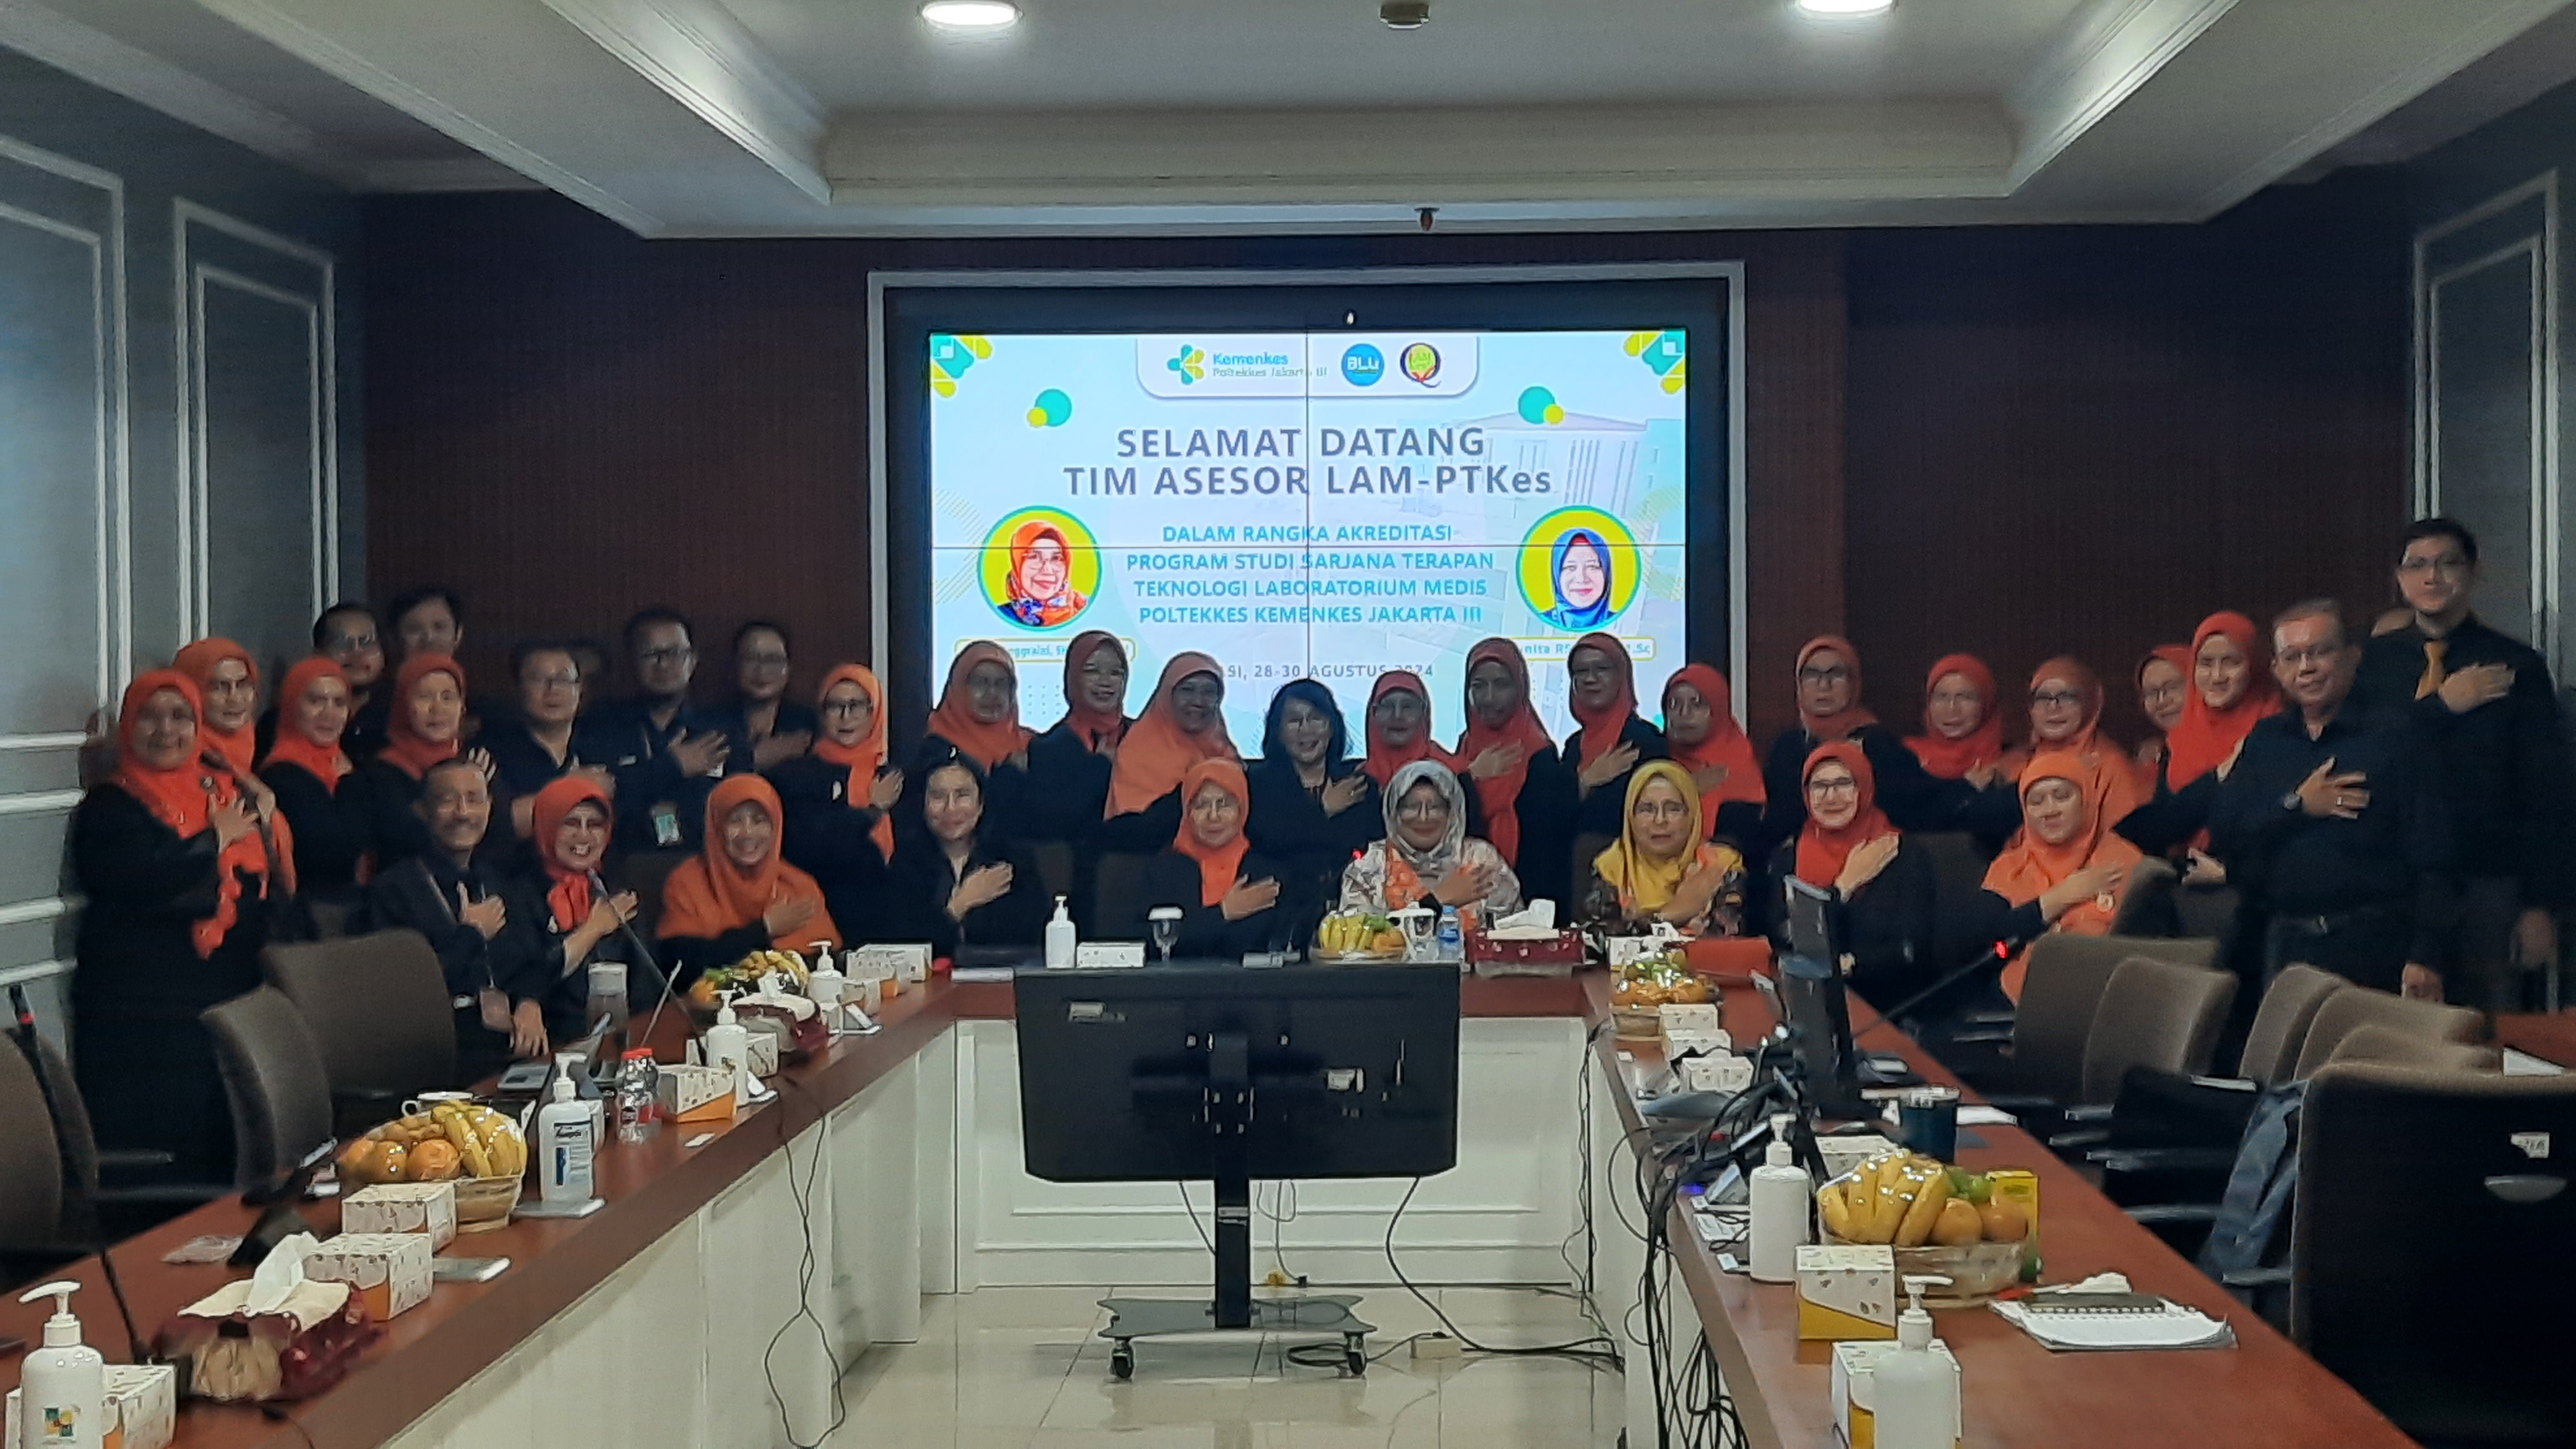 Kemenkes
Poltekkes Jakarta III
BLU
SELAMAT DATANG
TIM ASESOR LAM-PTKes
DALAM RANGKA AKREDITASI
PROGRAM STUDI SARJANA TERAPAN
TEKNOLOGI LABORATORIUM MEDIS
POLTEKKES KEMENKES JAKARTA III
28-30 AGUSTUS 2024